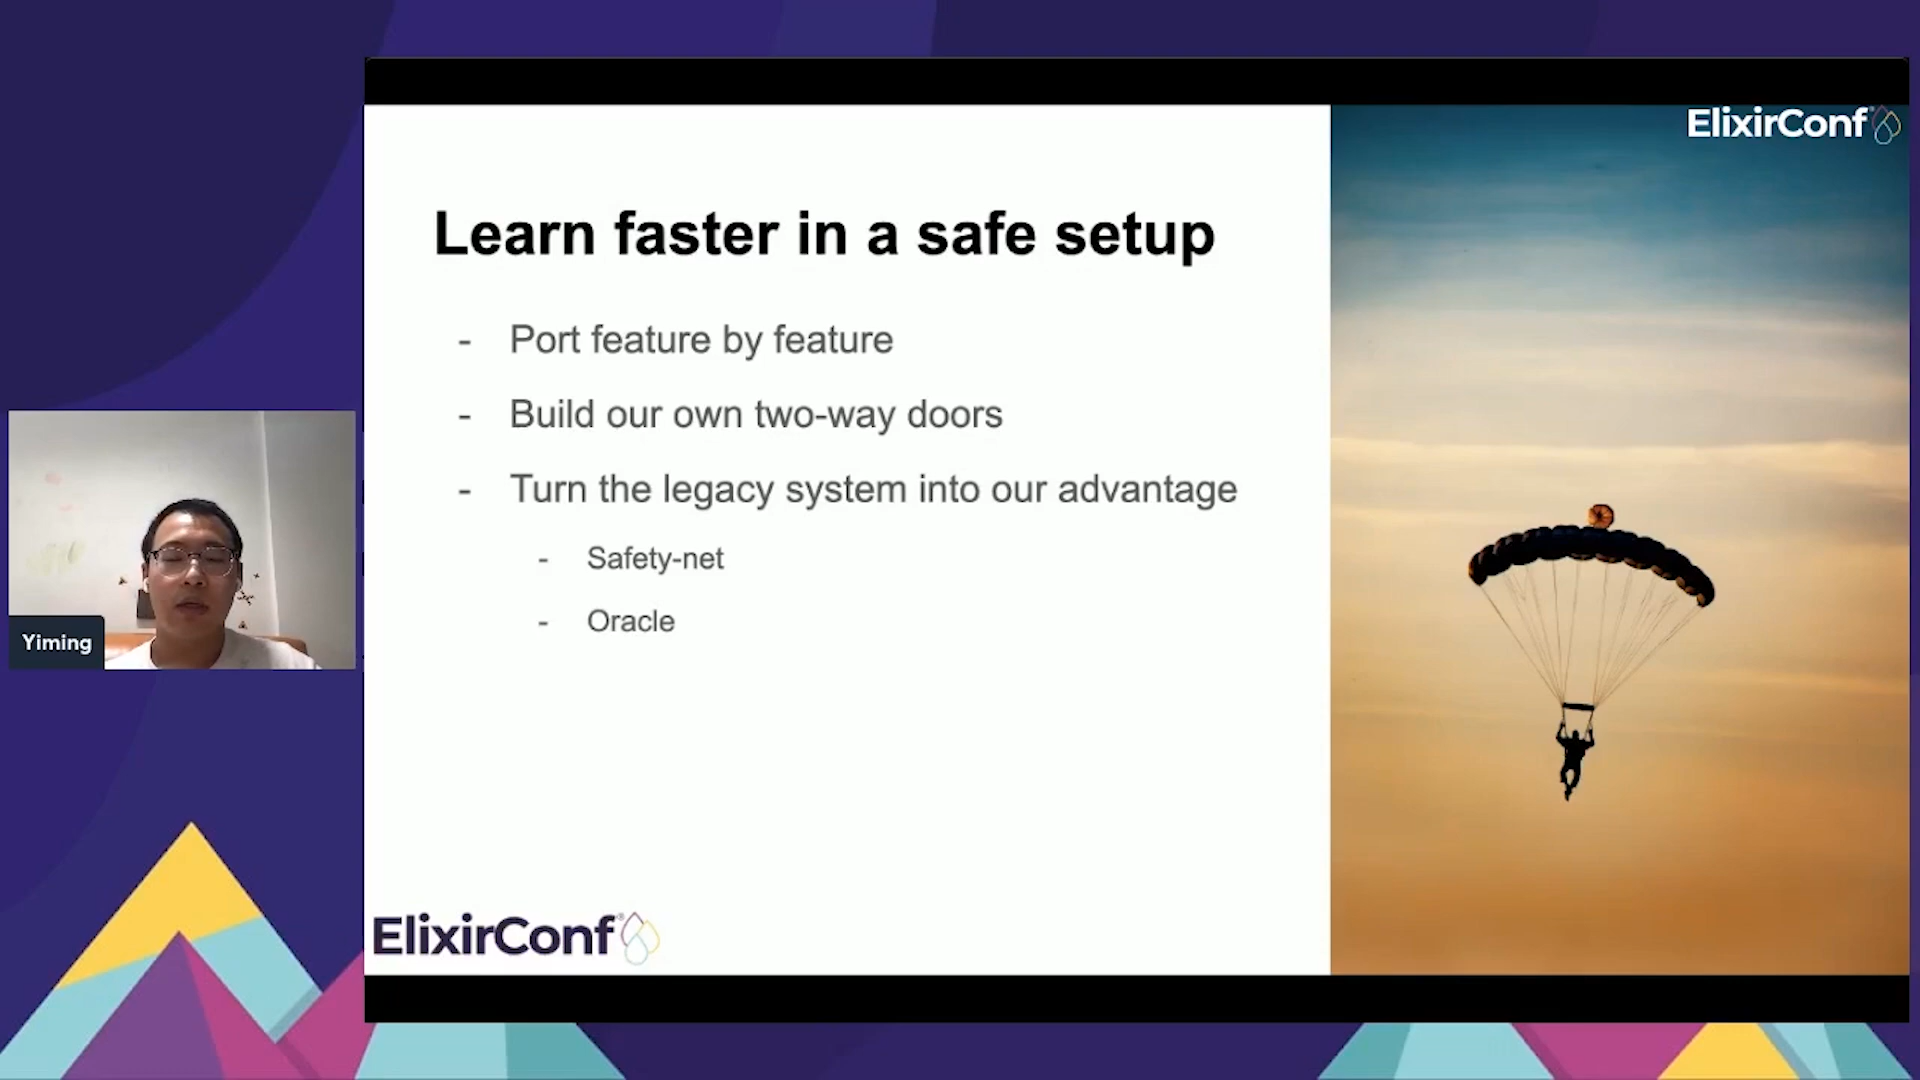 ElixirConf
Learn faster in a safe setup
- Port feature by feature
- Build our own two-way doors
- Turn the legacy system into our advantage
- Safety-net
- Oracle
Yiming
ElixirConf®